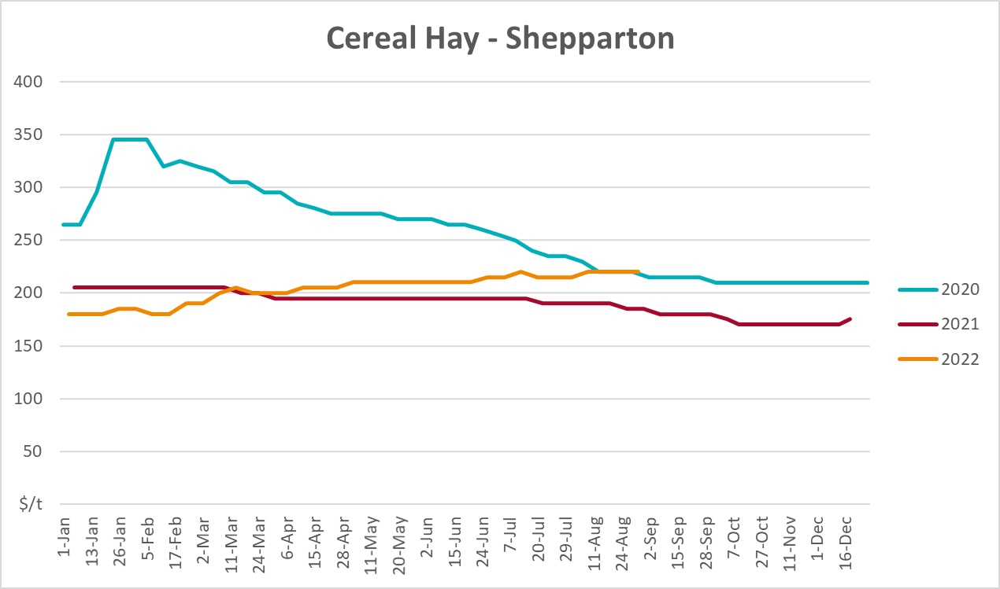 Cereal Hay - Shepparton
400
350
300
250
200
150
100
50
$/t
1-Jan
13-Jan
26-Jan
5-Feb
17-Feb
2-Mar
11-Mar
24-Mar
6-Apr
15-Apr
28-Apr
11-May
20-May
2-Jun
15-Jun
24-Jun
7-Jul
20-Jul
29-Jul
11-Aug
24-Aug
2-Sep
15-Sep
28-Sep
7-Oct
27-Oct
11-Nov
1-Dec
16-Dec
2020
2021
2022